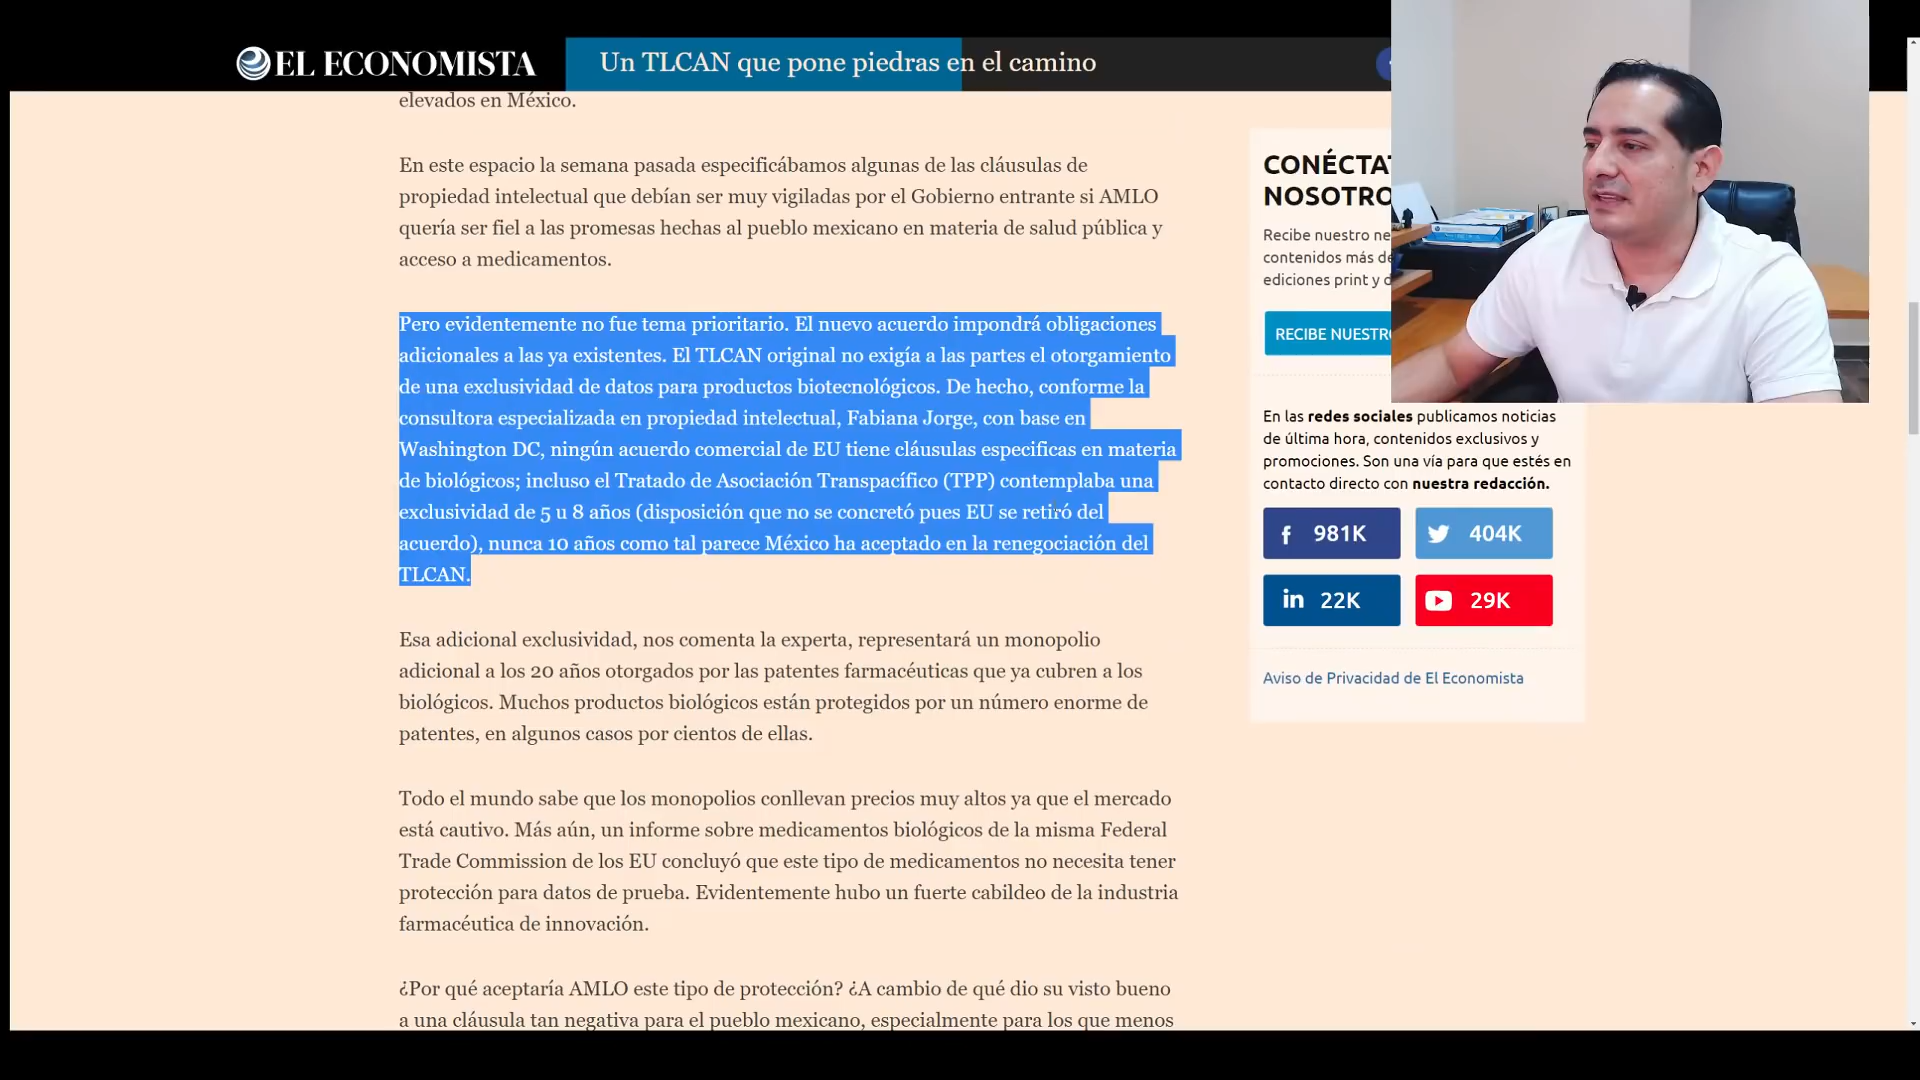 EL ECONOMISTA
Un TLCAN que pone piedras en el camino
elevados en México.
En este espacio la semana pasada especificábamos algunas de las cláusulas de
propiedad intelectual que debían ser muy vigiladas por el Gobierno entrante si AMLO
quería ser fiel a las promesas hechas al pueblo mexicano en materia de salud pública y
acceso a medicamentos.
Pero evidentemente no fue tema prioritario. El nuevo acuerdo impondrá obligaciones
adicionales a las ya existentes. El TLCAN original no exigía a las partes el otorgamiento
de una exclusividad de datos para productos biotecnológicos. De hecho, conforme la
consultora especializada en propiedad intelectual, Fabiana Jorge, con base en
Washington DC, ningún acuerdo comercial de EU tiene cláusulas especificas en materia
de biológicos; incluso el Tratado de Asociación Transpacífico (TPP) contemplaba una
exclusividad de 5 u 8 años (disposición que no se concretó pues EU se retiró del
acuerdo), nunca 10 años como tal parece México ha aceptado en la renegociación del
TLCAN.
Esa adicional exclusividad, nos comenta la experta, representará un monopolio
adicional a los 20 años otorgados por las patentes farmacéuticas que ya cubren a los
biológicos. Muchos productos biológicos están protegidos por un número enorme de
patentes, en algunos casos por cientos de ellas.
Todo el mundo sabe que los monopolios conllevan precios muy altos ya que el mercado
está cautivo. Más aún, un informe sobre medicamentos biológicos de la misma Federal
Trade Commission de los EU concluyó que este tipo de medicamentos no necesita tener
protección para datos de prueba. Evidentemente hubo un fuerte cabildeo de la industria
farmacéutica de innovación.
¿Por qué aceptaría AMLO este tipo de protección? ¿A cambio de qué dio su visto bueno
a una cláusula tan negativa para el pueblo mexicano, especialmente para los que menos
CONÉCTAT
NOSOTRO
Recibe nuestro ne
contenidos más de
ediciones print y d
RECIBE NUESTRO
En las redes sociales publicamos noticias
de última hora, contenidos exclusivos y
promociones. Son una vía para que estés en
contacto directo con nuestra redacción.
981K
404K
22K
29K
Aviso de Privacidad de El Economista